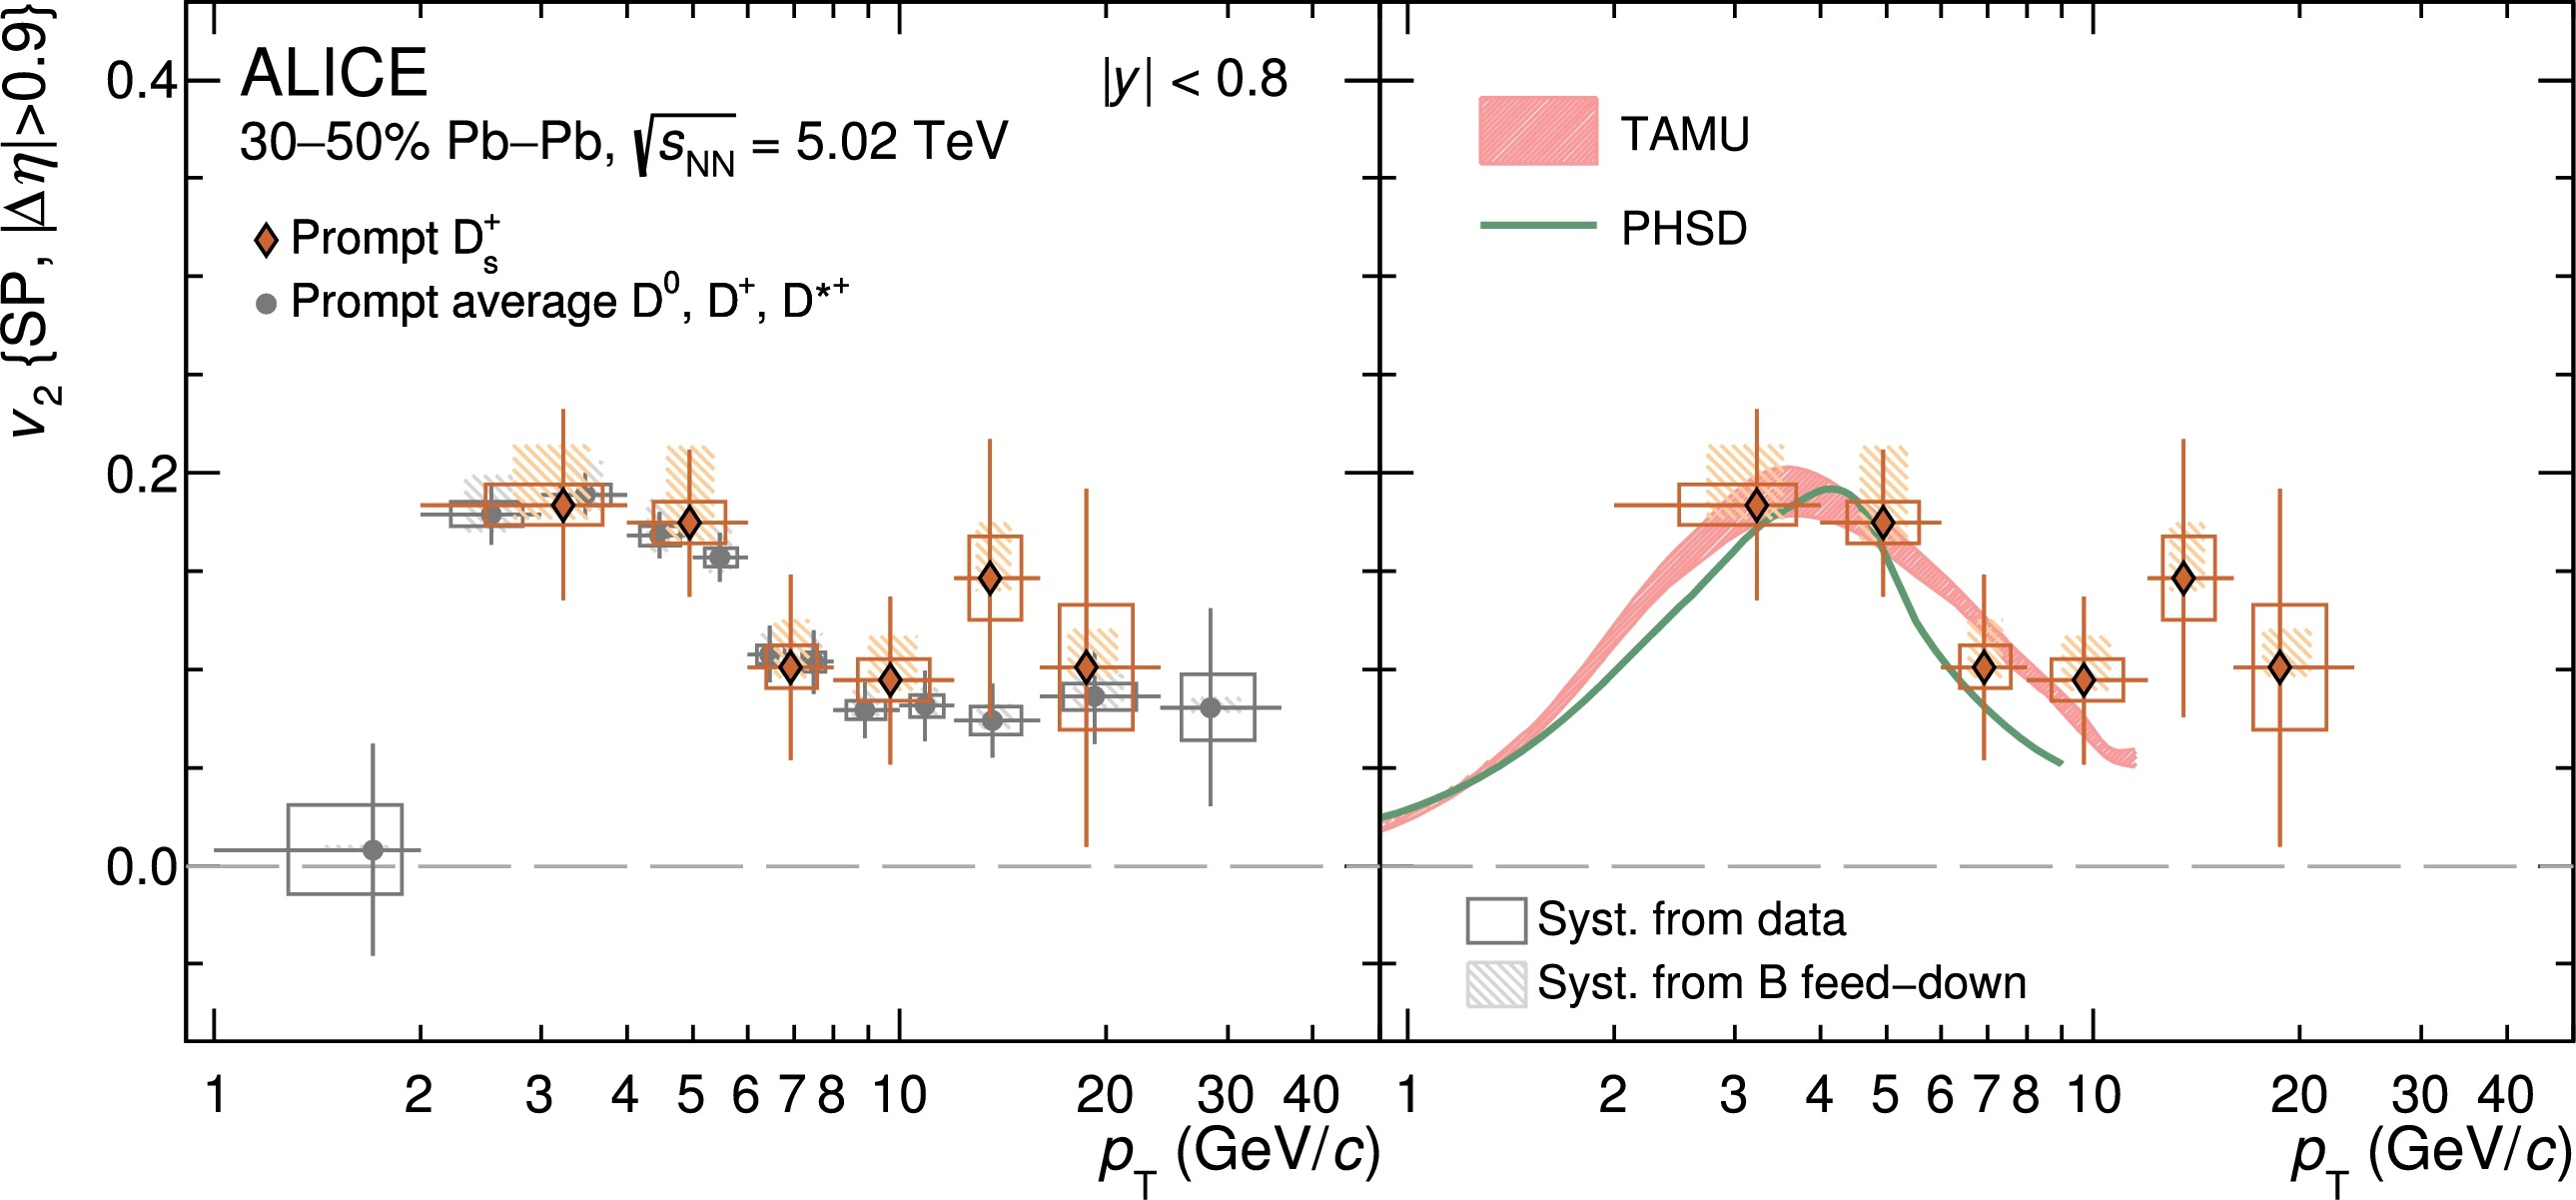 v2 {SP, |Δη|>0.9}
0.4
0.2
0.0
ALICE
|y| < 0.8
30–50% Pb–Pb, √sNN = 5.02 TeV
Prompt Ds+
Prompt average D0, D+, D*+
1 2 3 4 5 6 7 8 10 20 30 40
pT (GeV/c)
TAMU
PHSD
Syst. from data
Syst. from B feed–down
1 2 3 4 5 6 7 8 10 20 30 40
pT (GeV/c)